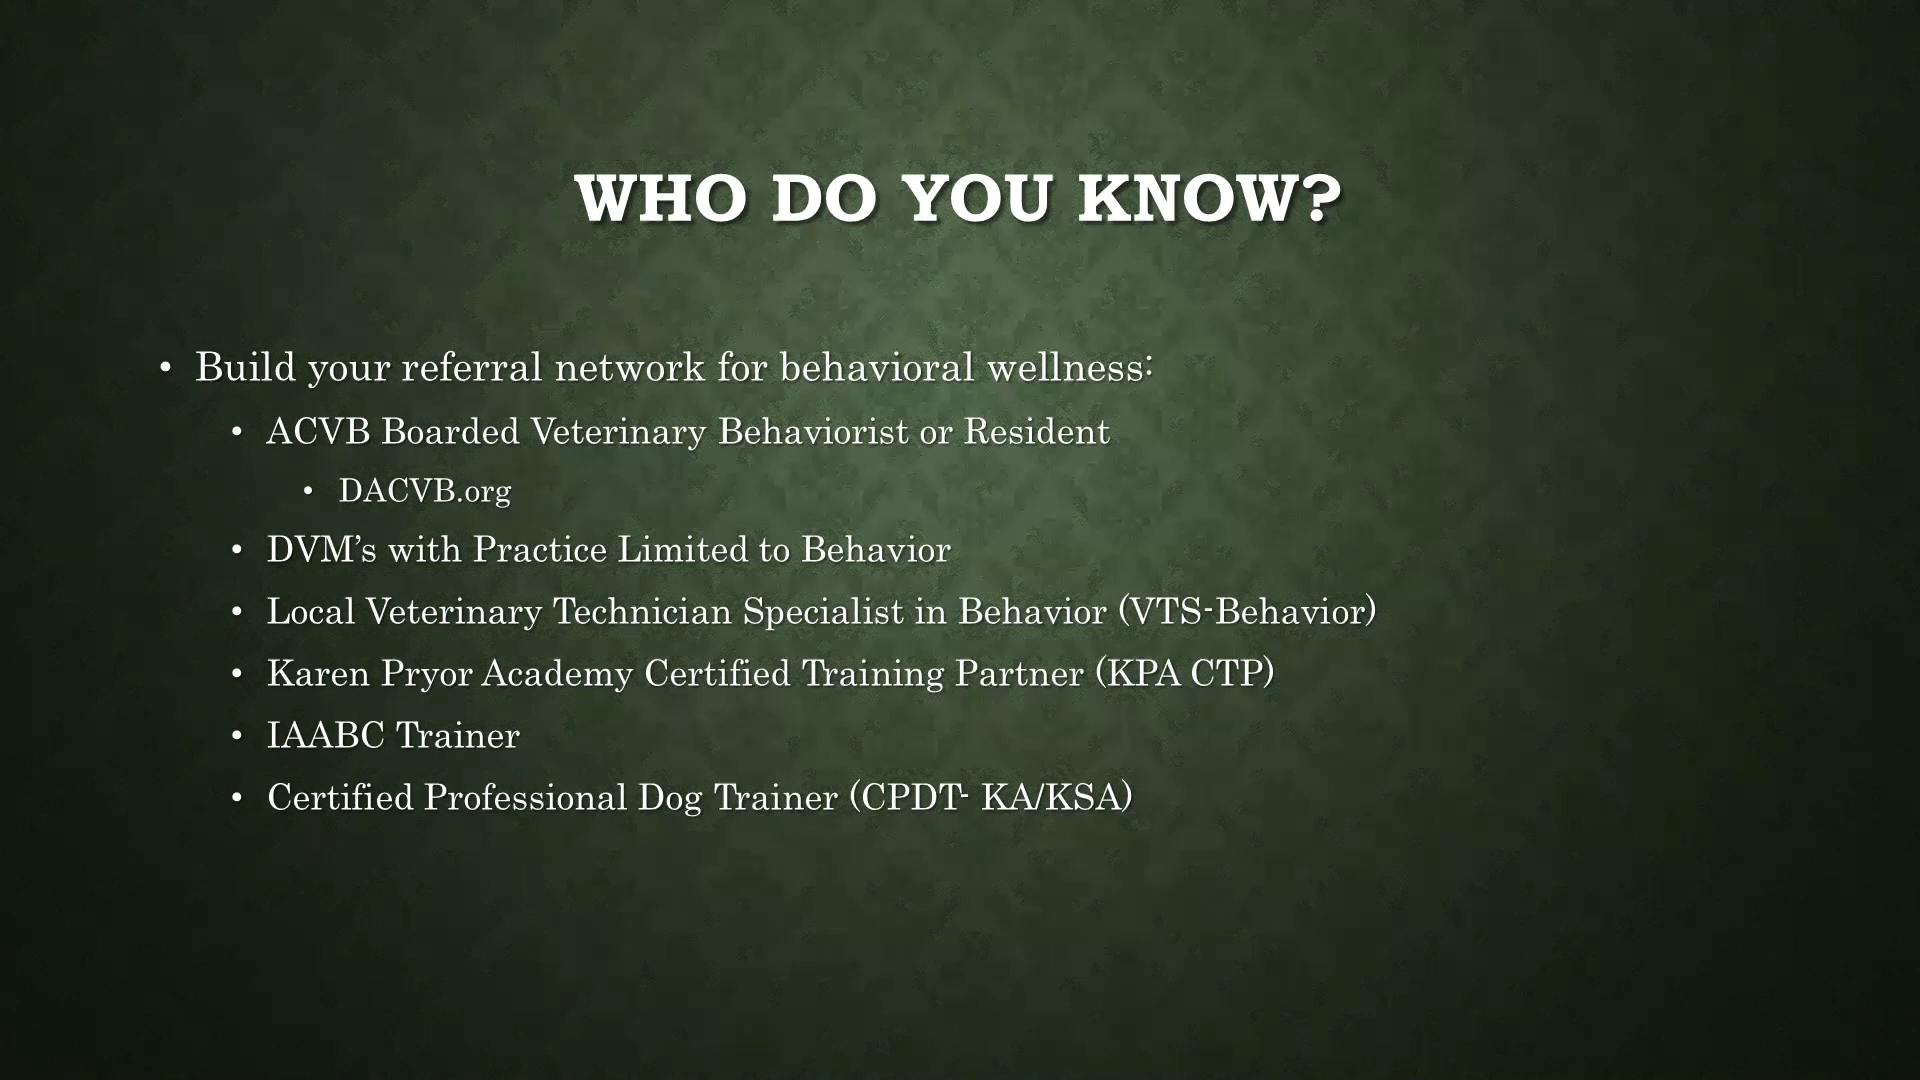 WHO DO YOU KNOW?
• Build your referral network for behavioral wellness:
• ACVB Boarded Veterinary Behaviorist or Resident
• DACVB.org
• DVM’s with Practice Limited to Behavior
• Local Veterinary Technician Specialist in Behavior (VTS-Behavior)
• Karen Pryor Academy Certified Training Partner (KPA CTP)
• IAABC Trainer
• Certified Professional Dog Trainer (CPDT- KA/KSA)